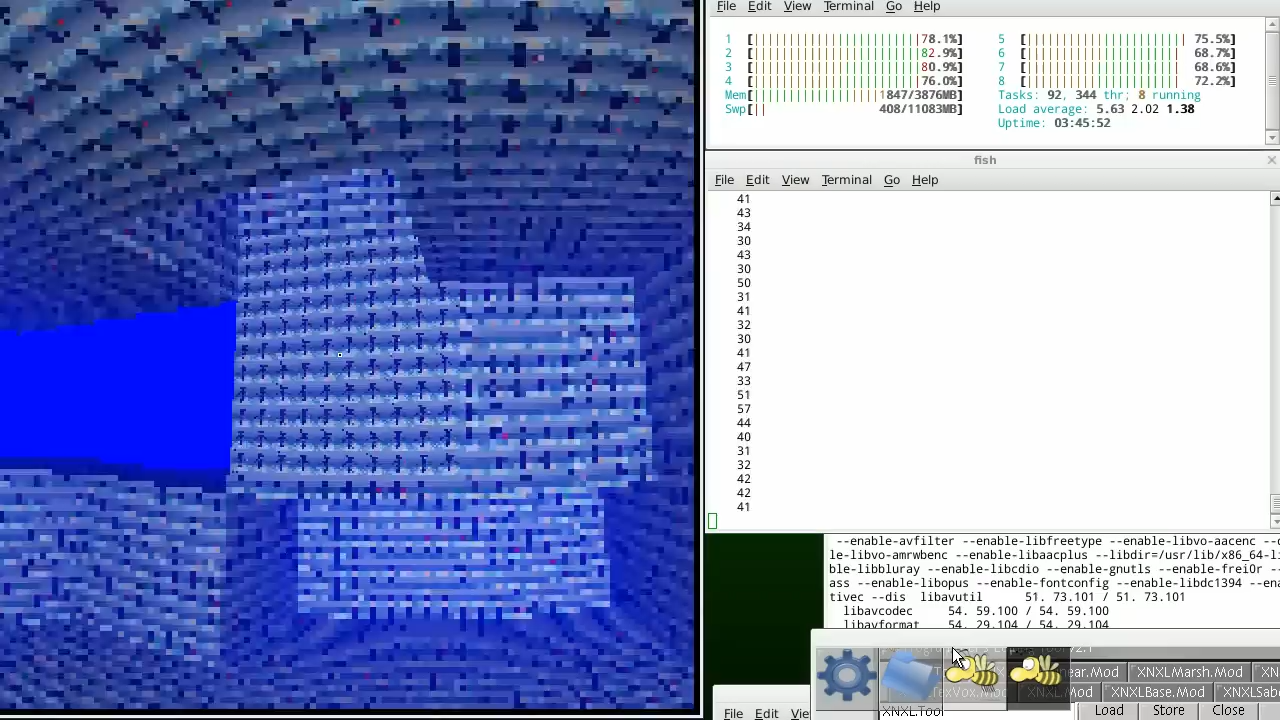 File Edit View Terminal Go Help
1 [78.1%] 5 [75.5%]
2 [82.9%] 6 [68.7%]
3 [80.9%] 7 [68.6%]
4 [76.0%] 8 [72.2%]
Mem[1847/3876MB] Tasks: 92, 344 thr; 8 running
Swp[408/11083MB] Load average: 5.63 2.02 1.38
Uptime: 03:45:52
fish
File Edit View Terminal Go Help
41
43
34
30
43
30
50
31
41
32
30
41
47
33
51
57
44
40
31
32
42
42
41
--enable-avfilter --enable-libfreetype --enable-libvo-aacenc
le-libvo-amrwbenc --enable-libaacplus --libdir=/usr/lib/x86_64-l
ble-libbluray --enable-libcdio --enable-gnutls --enable-frei0r
ass --enable-libopus --enable-fontconfig --enable-libdc1394 --en
tivec --dis libavutil 51. 73.101 / 51. 73.101
libavcodec 54. 59.100 / 54. 59.100
libavformat 54. 29.104 / 54. 29.104
XNXLMarsh.Mod XN
XNXLBase.Mod XNXLSab
XNXL.Tool
File Edit Vie Load Store Close